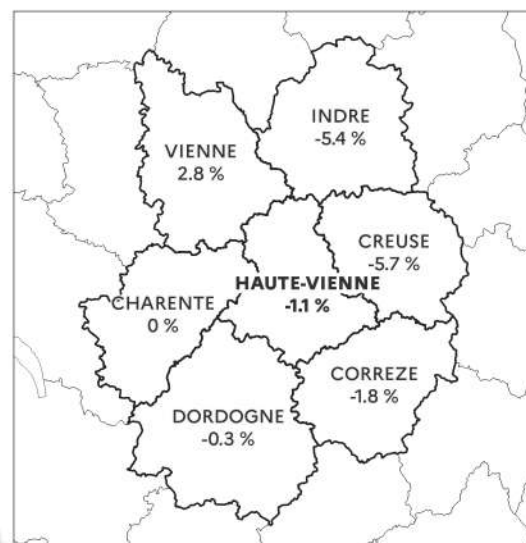 INDRE
-5.4 %
VIENNE
2.8 %
CREUSE
-5.7 %
HAUTE-VIENNE
-1.1 %
CHARENTE
0 %
CORREZE
-1.8 %
DORDOGNE
-0.3 %